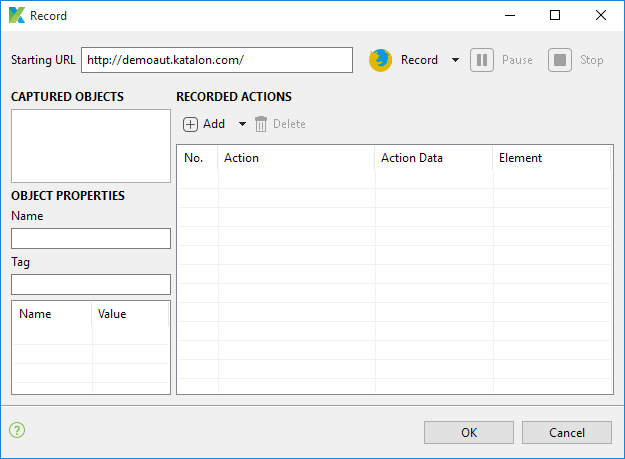 Record
Starting URL http://demoaut.katalon.com/ Record Pause Stop
CAPTURED OBJECTS
RECORDED ACTIONS
Add Delete
No. Action Action Data Element
OBJECT PROPERTIES
Name
Tag
Name Value
OK Cancel